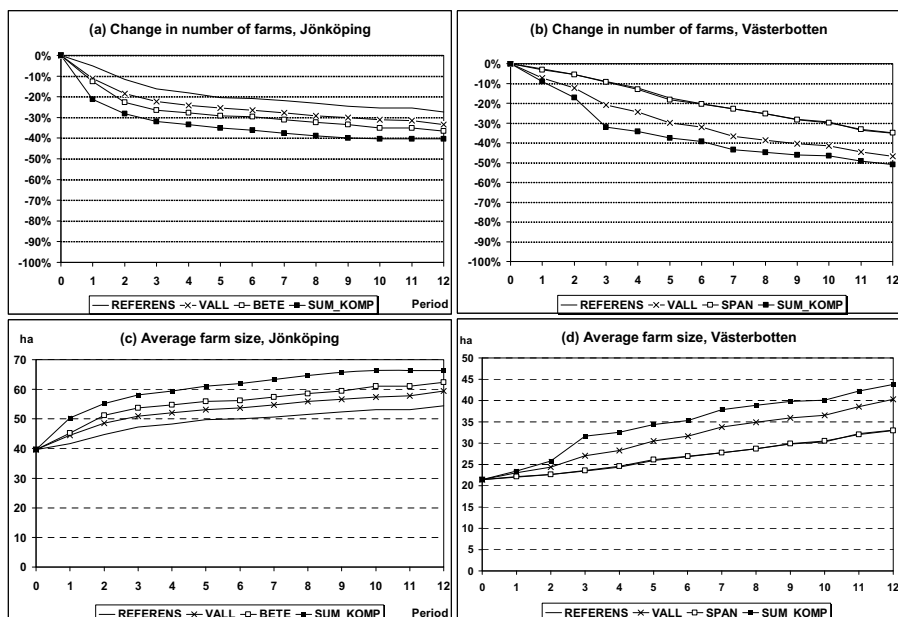 (a) Change in number of farms, Jönköping
0%
-10%
-20%
-30%
-40%
-50%
-60%
-70%
-80%
-90%
-100%
0 1 2 3 4 5 6 7 8 9 10 11 12
REFERENS VALL BETE SUM_KOMP Period
(b) Change in number of farms, Västerbotten
0%
-10%
-20%
-30%
-40%
-50%
-60%
-70%
-80%
-90%
-100%
0 1 2 3 4 5 6 7 8 9 10 11 12
REFERENS VALL SPAN SUM_KOMP
(c) Average farm size, Jönköping
ha
70
60
50
40
30
20
10
0
0 1 2 3 4 5 6 7 8 9 10 11 12
REFERENS VALL BETE SUM_KOMP Period
(d) Average farm size, Västerbotten
ha
50
45
40
35
30
25
20
15
10
5
0
0 1 2 3 4 5 6 7 8 9 10 11 12
REFERENS VALL SPAN SUM_KOMP